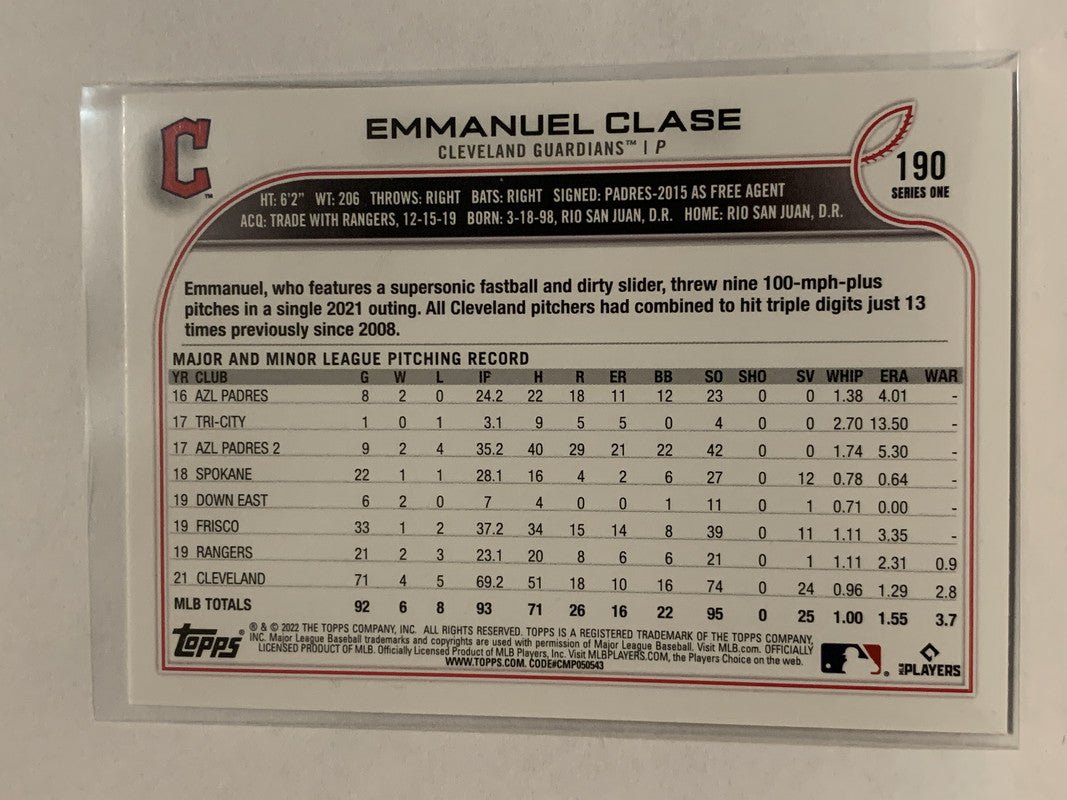 C
™
EMMANUEL CLASE
CLEVELAND GUARDIANS™ | P
190
SERIES ONE
HT: 6'2" WT: 206 THROWS: RIGHT BATS: RIGHT SIGNED: PADRES-2015 AS FREE AGENT
ACQ: TRADE WITH RANGERS, 12-15-19 BORN: 3-18-98, RIO SAN JUAN, D.R. HOME: RIO SAN JUAN, D.R.
Emmanuel, who features a supersonic fastball and dirty slider, threw nine 100-mph-plus
pitches in a single 2021 outing. All Cleveland pitchers had combined to hit triple digits just 13
times previously since 2008.
MAJOR AND MINOR LEAGUE PITCHING RECORD
YR CLUB G W L IP H R ER BB SO SHO SV WHIP ERA WAR
16 AZL PADRES 8 2 0 24.2 22 18 11 12 23 0 0 1.38 4.01 -
17 TRI-CITY 1 0 1 3.1 9 5 5 0 4 0 0 2.70 13.50 -
17 AZL PADRES 2 9 2 4 35.2 40 29 21 22 42 0 0 1.74 5.30 -
18 SPOKANE 22 1 1 28.1 16 4 2 6 27 0 12 0.78 0.64 -
19 DOWN EAST 6 2 0 7 4 0 0 1 11 0 1 0.71 0.00 -
19 FRISCO 33 1 2 37.2 34 15 14 8 39 0 11 1.11 3.35 -
19 RANGERS 21 2 3 23.1 20 8 6 6 21 0 1 1.11 2.31 0.9
21 CLEVELAND 71 4 5 69.2 51 18 10 16 74 0 24 0.96 1.29 2.8
MLB TOTALS 92 6 8 93 71 26 16 22 95 0 25 1.00 1.55 3.7
topps®
® & © 2022 THE TOPPS COMPANY, INC. ALL RIGHTS RESERVED. TOPPS IS A REGISTERED TRADEMARK OF THE TOPPS COMPANY,
INC. Major League Baseball trademarks and copyrights are used with permission of Major League Baseball. Visit MLB.com. OFFICIALLY
LICENSED PRODUCT OF MLB. Officially Licensed Product of MLB Players, Inc. Visit MLBPLAYERS.COM, the Players Choice on the web.
WWW.TOPPS.COM. CODE#CMP050543
®
MLB PLAYERS